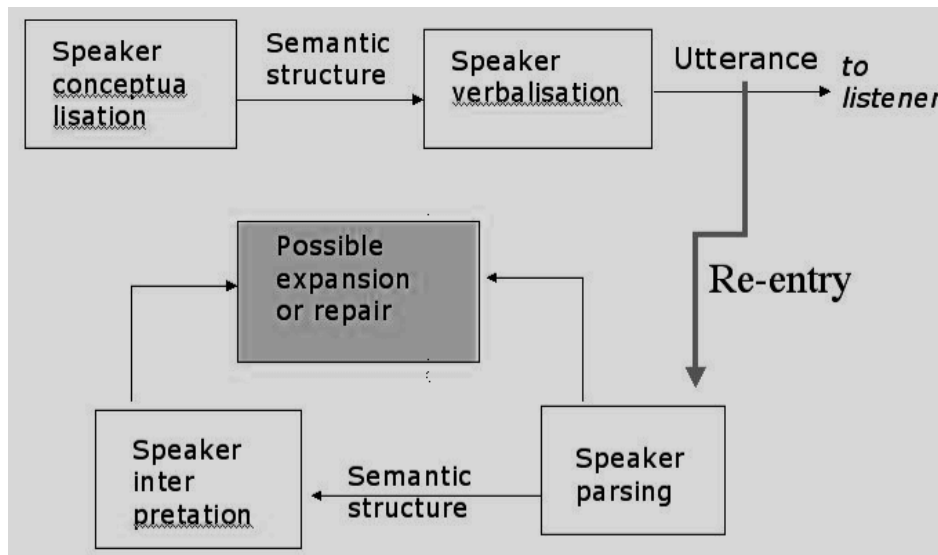 Speaker
conceptua
lisation
Semantic
structure
Speaker
verbalisation
Utterance
to
listener
Possible
expansion
or repair
Re-entry
Speaker
inter
pretation
Semantic
structure
Speaker
parsing